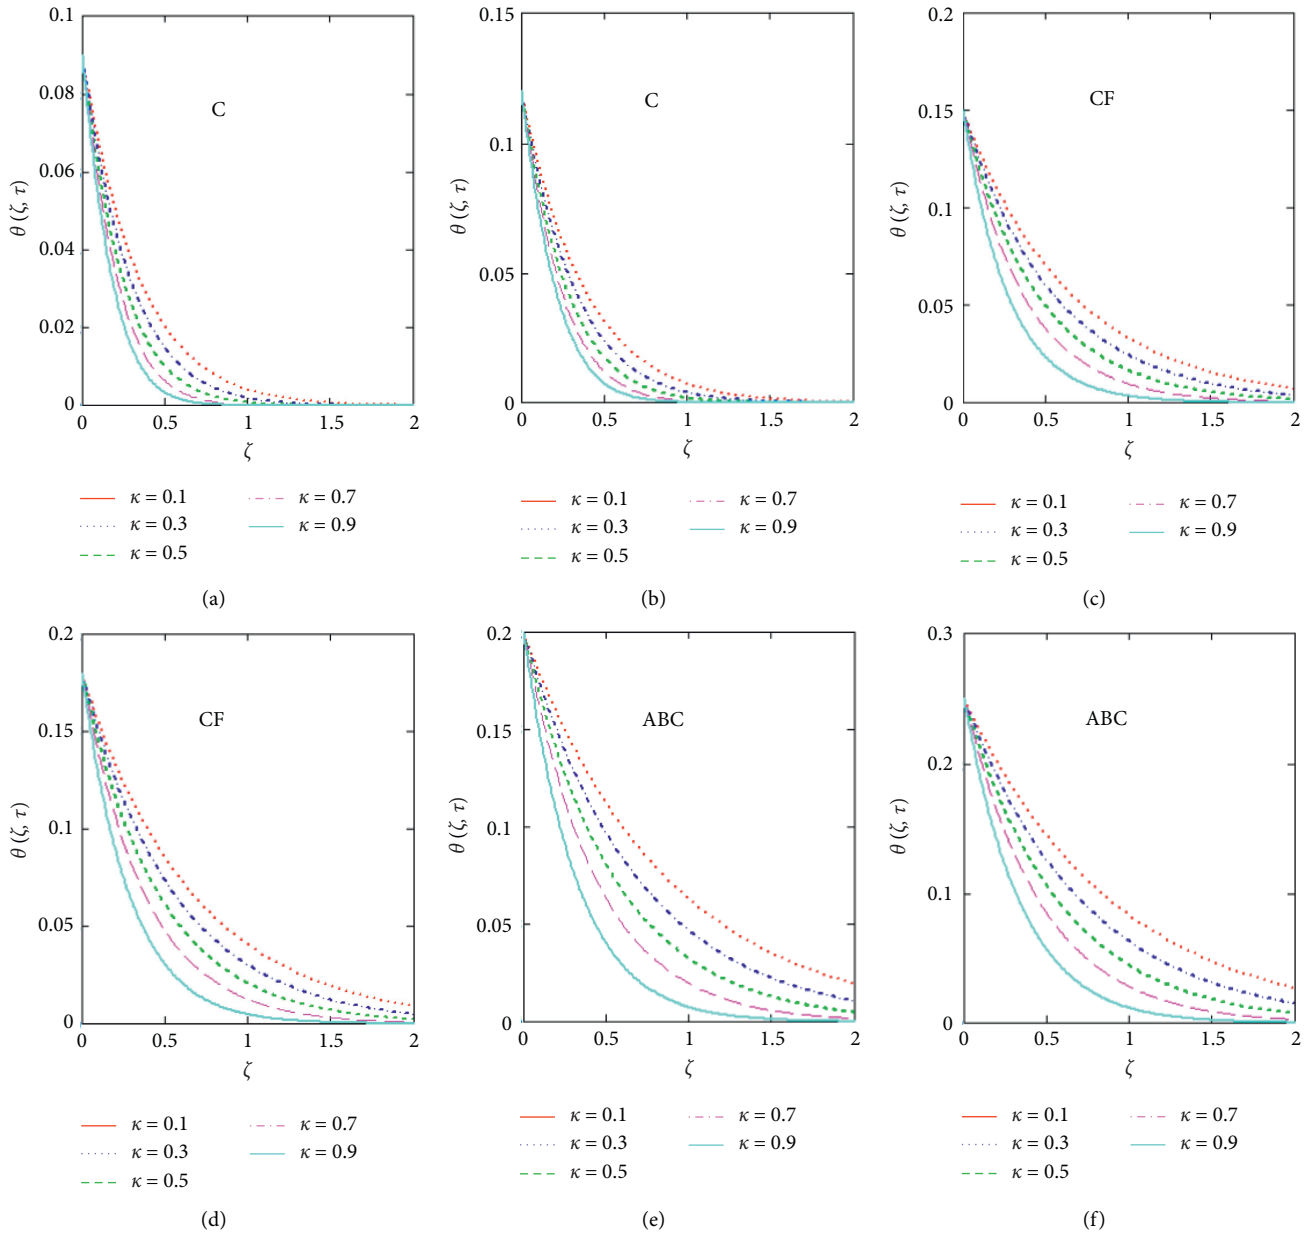 0.1
0.08
0.06
0.04
0.02
0
θ (ζ, τ)
C
0 0.5 1 1.5 2
ζ
κ = 0.1 κ = 0.7
κ = 0.3 κ = 0.9
κ = 0.5
(a)
0.15
0.1
0.05
0
θ (ζ, τ)
C
0 0.5 1 1.5 2
ζ
κ = 0.1 κ = 0.7
κ = 0.3 κ = 0.9
κ = 0.5
(b)
0.2
0.15
0.1
0.05
0
θ (ζ, τ)
CF
0 0.5 1 1.5 2
ζ
κ = 0.1 κ = 0.7
κ = 0.3 κ = 0.9
κ = 0.5
(c)
0.2
0.15
0.1
0.05
0
θ (ζ, τ)
CF
0 0.5 1 1.5 2
ζ
κ = 0.1 κ = 0.7
κ = 0.3 κ = 0.9
κ = 0.5
(d)
0.2
0.15
0.1
0.05
0
θ (ζ, τ)
ABC
0 0.5 1 1.5 2
ζ
κ = 0.1 κ = 0.7
κ = 0.3 κ = 0.9
κ = 0.5
(e)
0.3
0.2
0.1
0
θ (ζ, τ)
ABC
0 0.5 1 1.5 2
ζ
κ = 0.1 κ = 0.7
κ = 0.3 κ = 0.9
κ = 0.5
(f)